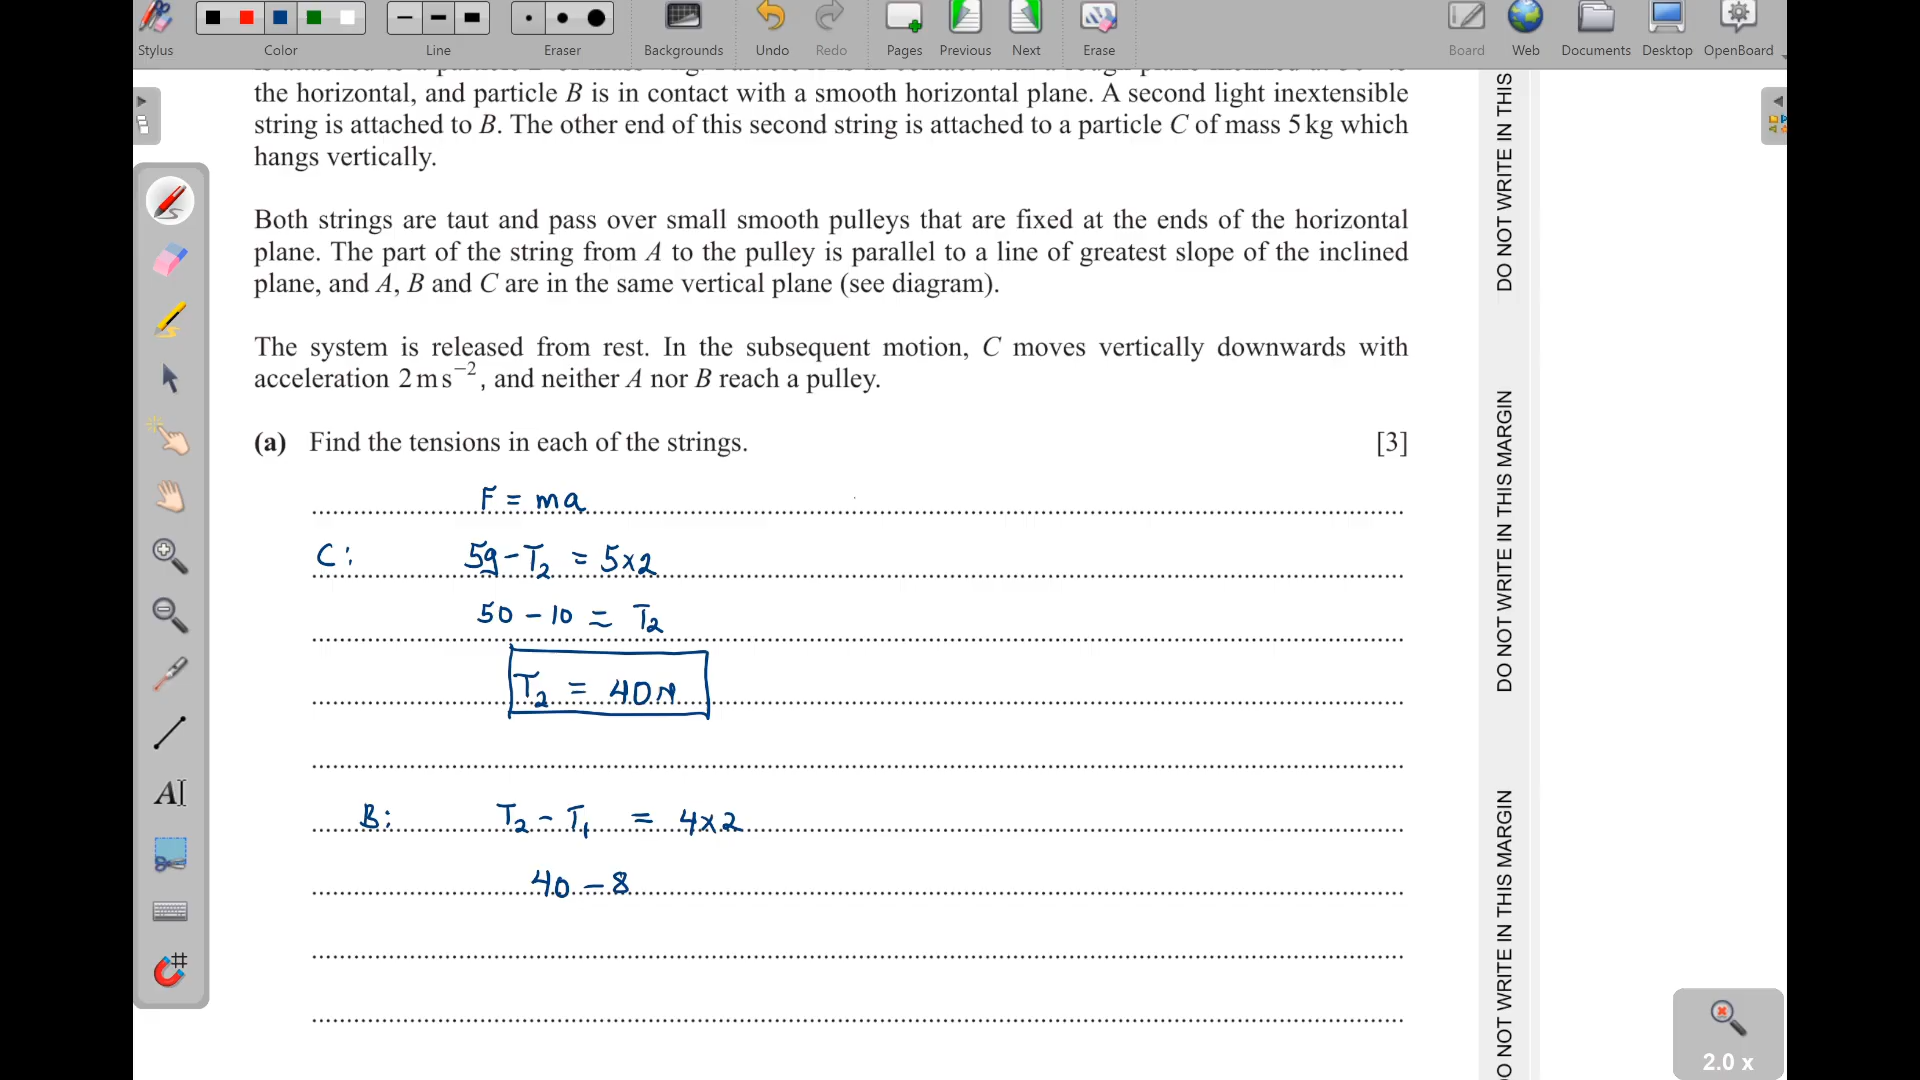 Stylus
Color
Line
Eraser
Backgrounds
Undo
Redo
Pages
Previous
Next
Erase
Board
Web
Documents
Desktop
OpenBoard
the horizontal, and particle B is in contact with a smooth horizontal plane. A second light inextensible
string is attached to B. The other end of this second string is attached to a particle C of mass 5 kg which
hangs vertically.
Both strings are taut and pass over small smooth pulleys that are fixed at the ends of the horizontal
plane. The part of the string from A to the pulley is parallel to a line of greatest slope of the inclined
plane, and A, B and C are in the same vertical plane (see diagram).
The system is released from rest. In the subsequent motion, C moves vertically downwards with
acceleration 2 m s⁻², and neither A nor B reach a pulley.
(a) Find the tensions in each of the strings. [3]
F = ma
C: 5g - T₂ = 5×2
50 - 10 = T₂
T₂ = 40N
B: T₂ - T₁ = 4×2
40 - 8
DO NOT WRITE IN THIS
DO NOT WRITE IN THIS MARGIN
DO NOT WRITE IN THIS MARGIN
2.0 x